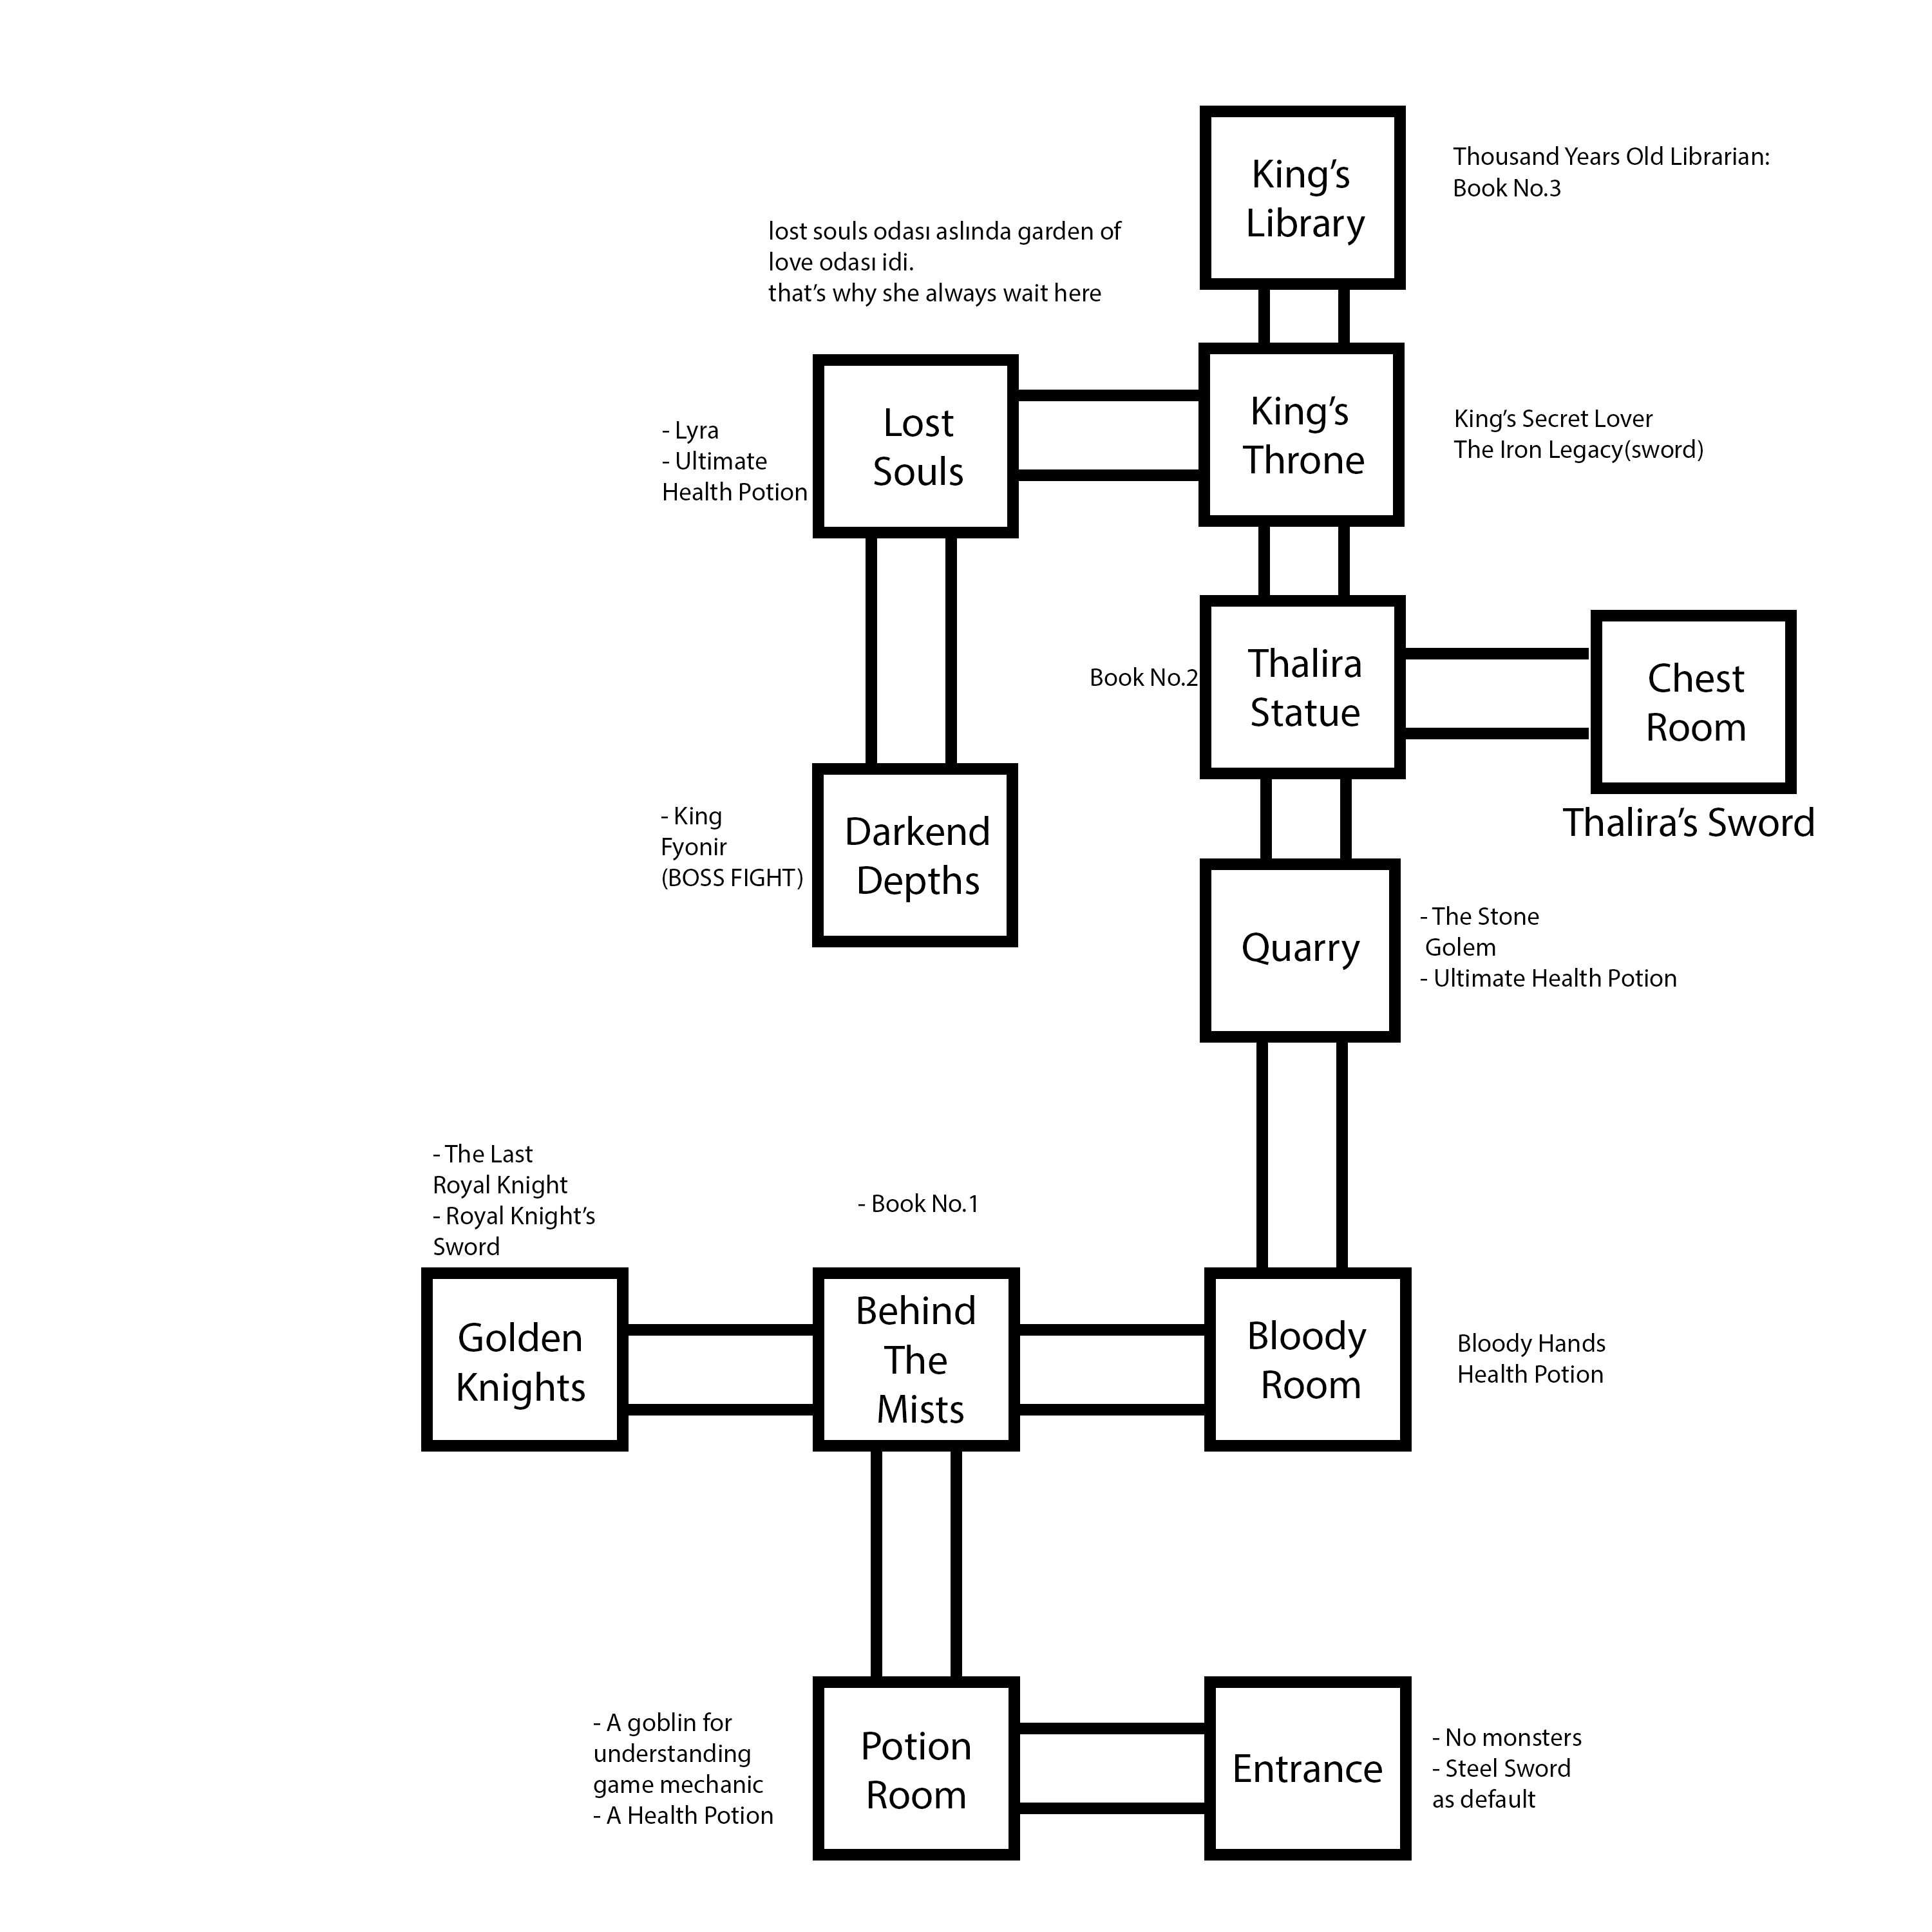 King's
Library
Thousand Years Old Librarian:
Book No.3
lost souls odası aslında garden of
love odası idi.
that's why she always wait here
Lost
Souls
- Lyra
- Ultimate
Health Potion
King's
Throne
King's Secret Lover
The Iron Legacy(sword)
Book No.2
Thalira
Statue
Chest
Room
Thalira's Sword
- King
Fyonir
(BOSS FIGHT)
Darkend
Depths
Quarry
- The Stone
Golem
- Ultimate Health Potion
- The Last
Royal Knight
- Royal Knight's
Sword
- Book No.1
Golden
Knights
Behind
The
Mists
Bloody
Room
Bloody Hands
Health Potion
- A goblin for
understanding
game mechanic
- A Health Potion
Potion
Room
Entrance
- No monsters
- Steel Sword
as default